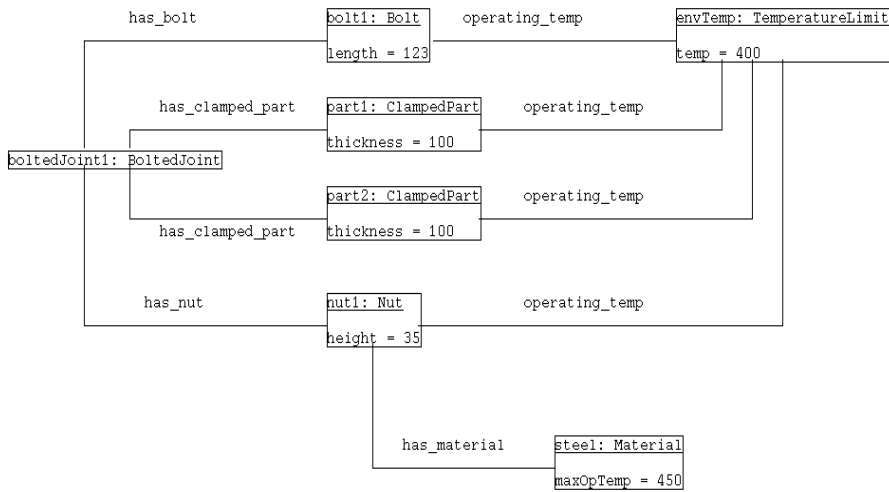 has_bolt
bolt1: Bolt
operating_temp
envTemp: TemperatureLimit
length = 123
temp = 400
has_clamped_part
part1: ClampedPart
operating_temp
thickness = 100
boltedJoint1: BoltedJoint
part2: ClampedPart
operating_temp
has_clamped_part
thickness = 100
has_nut
nut1: Nut
operating_temp
height = 35
has_material
steel: Material
maxOpTemp = 450